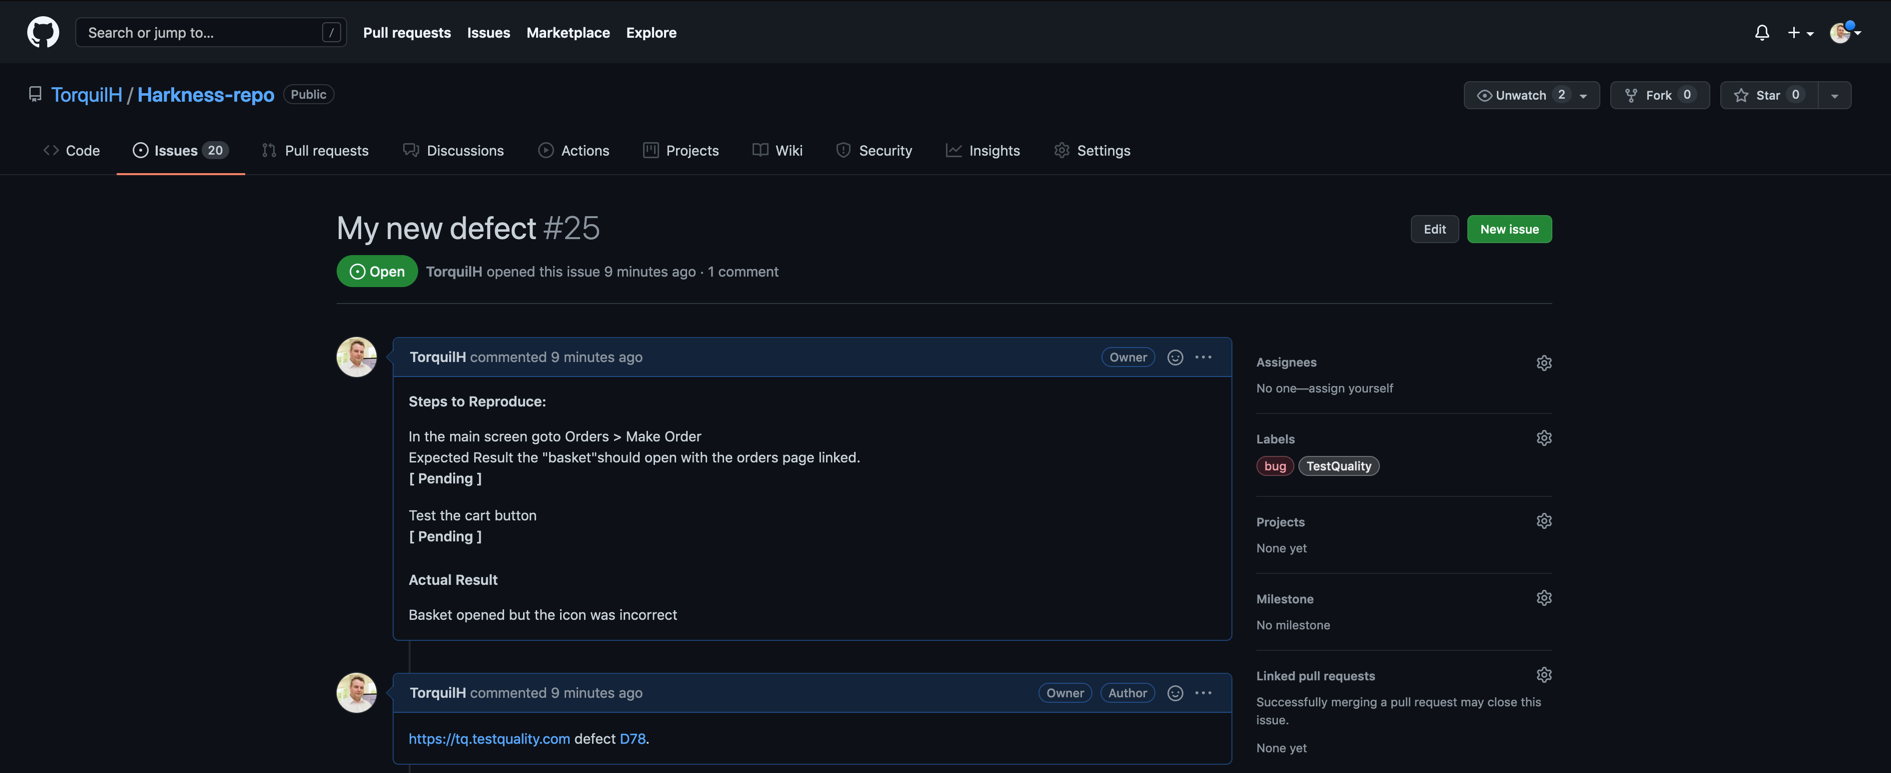 Search or jump to... /
Pull requests Issues Marketplace Explore
TorquilH / Harkness-repo Public
Unwatch 2 Fork 0 Star 0
Code Issues 20 Pull requests Discussions Actions Projects Wiki Security Insights Settings
My new defect #25
Edit New issue
Open TorquilH opened this issue 9 minutes ago · 1 comment
TorquilH commented 9 minutes ago Owner
Steps to Reproduce:
In the main screen goto Orders > Make Order
Expected Result the "basket"should open with the orders page linked.
[ Pending ]
Test the cart button
[ Pending ]
Actual Result
Basket opened but the icon was incorrect
TorquilH commented 9 minutes ago Owner Author
https://tq.testquality.com defect D78.
Assignees
No one—assign yourself
Labels
bug TestQuality
Projects
None yet
Milestone
No milestone
Linked pull requests
Successfully merging a pull request may close this
issue.
None yet